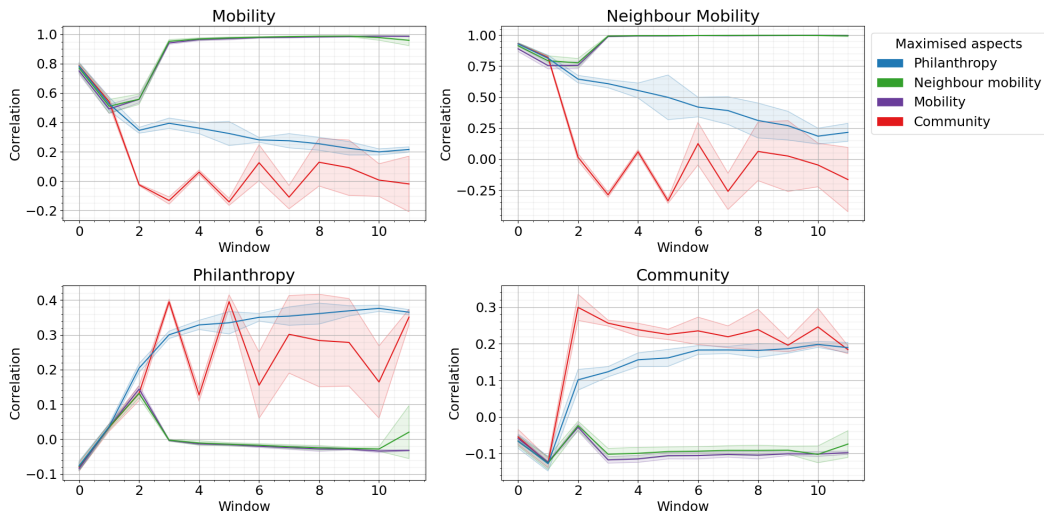 Mobility
Correlation
1.0
0.8
0.6
0.4
0.2
0.0
−0.2
0 2 4 6 8 10
Window
Neighbour Mobility
Correlation
1.00
0.75
0.50
0.25
0.00
−0.25
0 2 4 6 8 10
Window
Maximised aspects
Philanthropy
Neighbour mobility
Mobility
Community
Philanthropy
Correlation
0.4
0.3
0.2
0.1
0.0
−0.1
0 2 4 6 8 10
Window
Community
Correlation
0.3
0.2
0.1
0.0
−0.1
0 2 4 6 8 10
Window